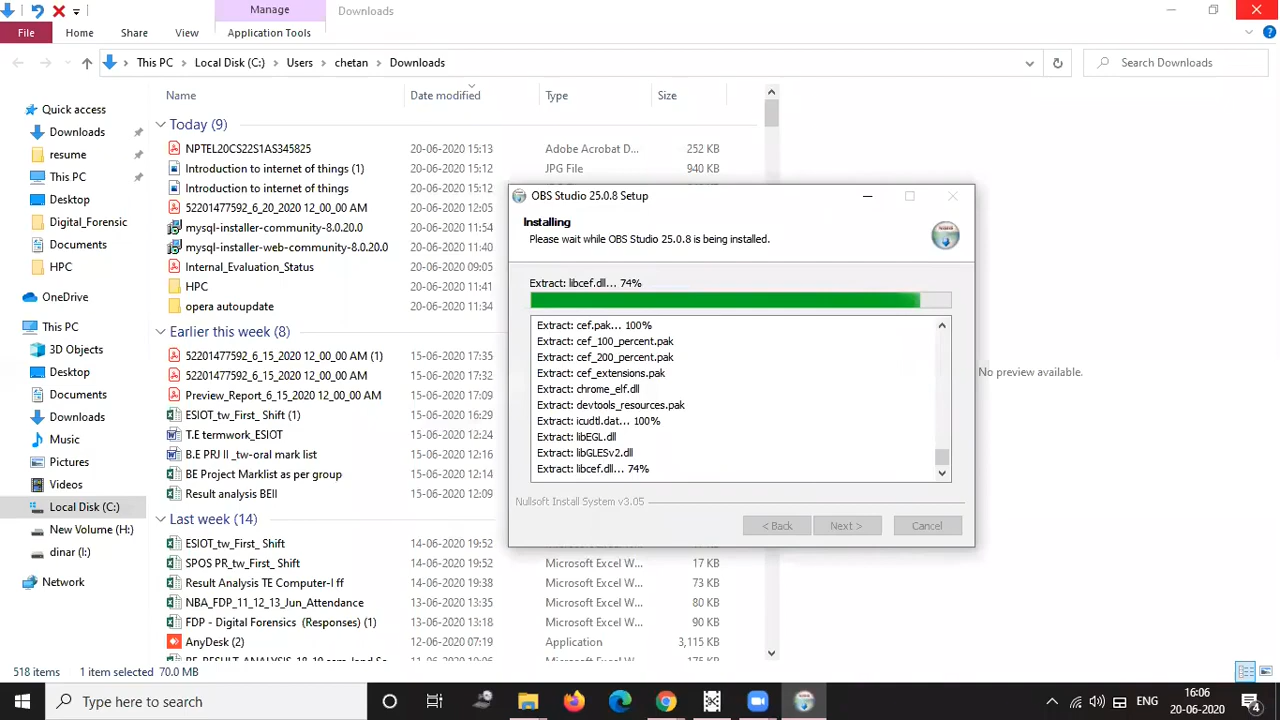 Manage
Downloads
File
Home
Share
View
Application Tools
This PC
Local Disk (C:)
Users
chetan
Downloads
Search Downloads
Name
Date modified
Type
Size
Quick access
Downloads
resume
This PC
Desktop
Digital_Forensic
Documents
HPC
OneDrive
This PC
3D Objects
Desktop
Documents
Downloads
Music
Pictures
Videos
Local Disk (C:)
New Volume (H:)
dinar (I:)
Network
Today (9)
NPTEL20CS22S1AS345825 20-06-2020 15:13 Adobe Acrobat D... 252 KB
Introduction to internet of things (1) 20-06-2020 15:12 JPG File 940 KB
Introduction to internet of things 20-06-2020 15:12
52201477592_6_20_2020 12_00_00 AM 20-06-2020 12:05
mysql-installer-community-8.0.20.0 20-06-2020 11:54
mysql-installer-web-community-8.0.20.0 20-06-2020 11:40
Internal_Evaluation_Status 20-06-2020 09:05
HPC 20-06-2020 11:41
opera autoupdate 20-06-2020 11:34
Earlier this week (8)
52201477592_6_15_2020 12_00_00 AM (1) 15-06-2020 17:35
52201477592_6_15_2020 12_00_00 AM 15-06-2020 17:32
Preview_Report_6_15_2020 12_00_00 AM 15-06-2020 17:09
ESIOT_tw_First_ Shift (1) 15-06-2020 16:29
T.E termwork_ESIOT 15-06-2020 12:24
B.E PRJ II _tw-oral mark list 15-06-2020 12:24
BE Project Marklist as per group 15-06-2020 12:10
Result analysis BEII 15-06-2020 12:09
Last week (14)
ESIOT_tw_First_ Shift 14-06-2020 19:52 Microsoft Excel W...
SPOS PR_tw_First_ Shift 14-06-2020 19:52 Microsoft Excel W... 17 KB
Result Analysis TE Computer-I ff 14-06-2020 19:38 Microsoft Excel W... 73 KB
NBA_FDP_11_12_13_Jun_Attendance 13-06-2020 13:35 Microsoft Excel W... 80 KB
FDP - Digital Forensics (Responses) (1) 13-06-2020 13:18 Microsoft Excel W... 90 KB
AnyDesk (2) 12-06-2020 07:19 Application 3,115 KB
OBS Studio 25.0.8 Setup
Installing
Please wait while OBS Studio 25.0.8 is being installed.
Extract: libcef.dll... 74%
Extract: cef.pak... 100%
Extract: cef_100_percent.pak
Extract: cef_200_percent.pak
Extract: cef_extensions.pak
Extract: chrome_elf.dll
Extract: devtools_resources.pak
Extract: icudtl.dat... 100%
Extract: libEGL.dll
Extract: libGLESv2.dll
Extract: libcef.dll... 74%
Nullsoft Install System v3.05
< Back
Next >
Cancel
No preview available.
518 items
1 item selected 70.0 MB
Type here to search
ENG
16:06
20-06-2020
4